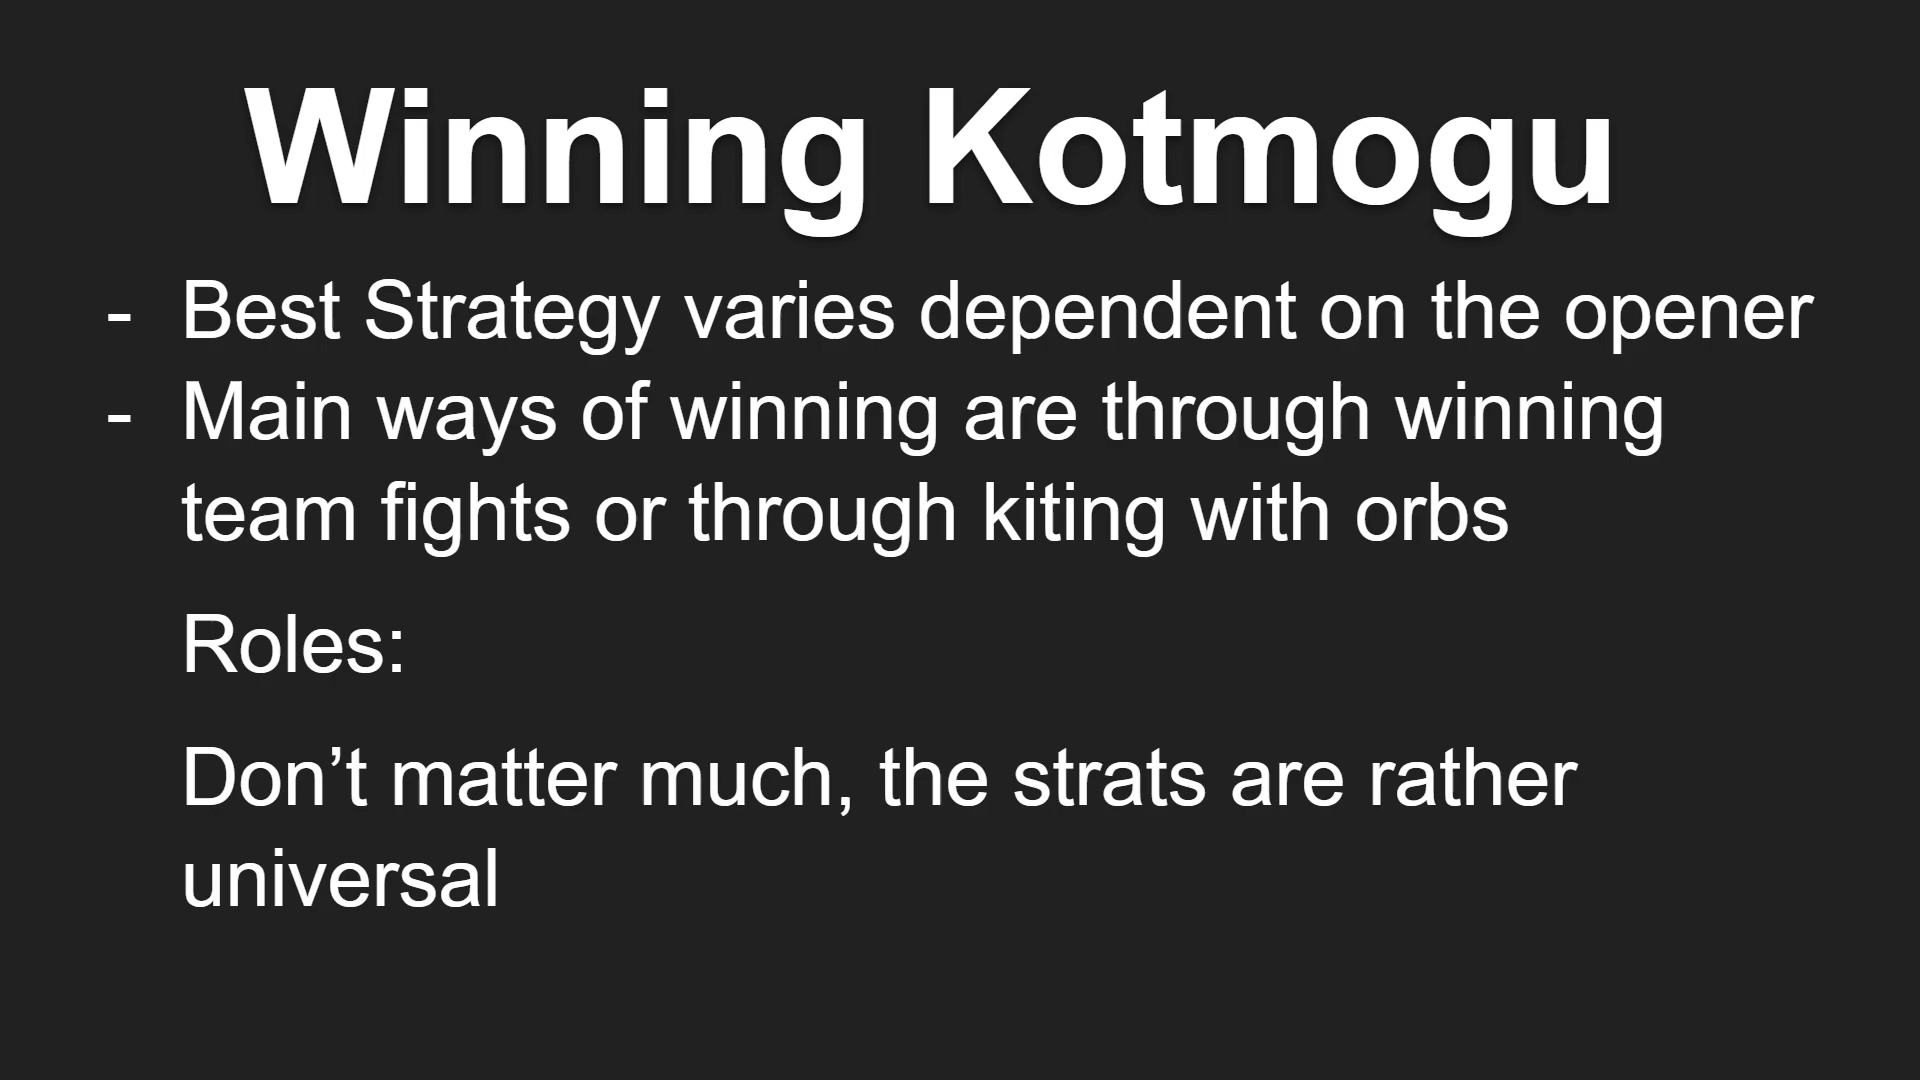 Winning Kotmogu
- Best Strategy varies dependent on the opener
- Main ways of winning are through winning
team fights or through kiting with orbs
Roles:
Don’t matter much, the strats are rather
universal